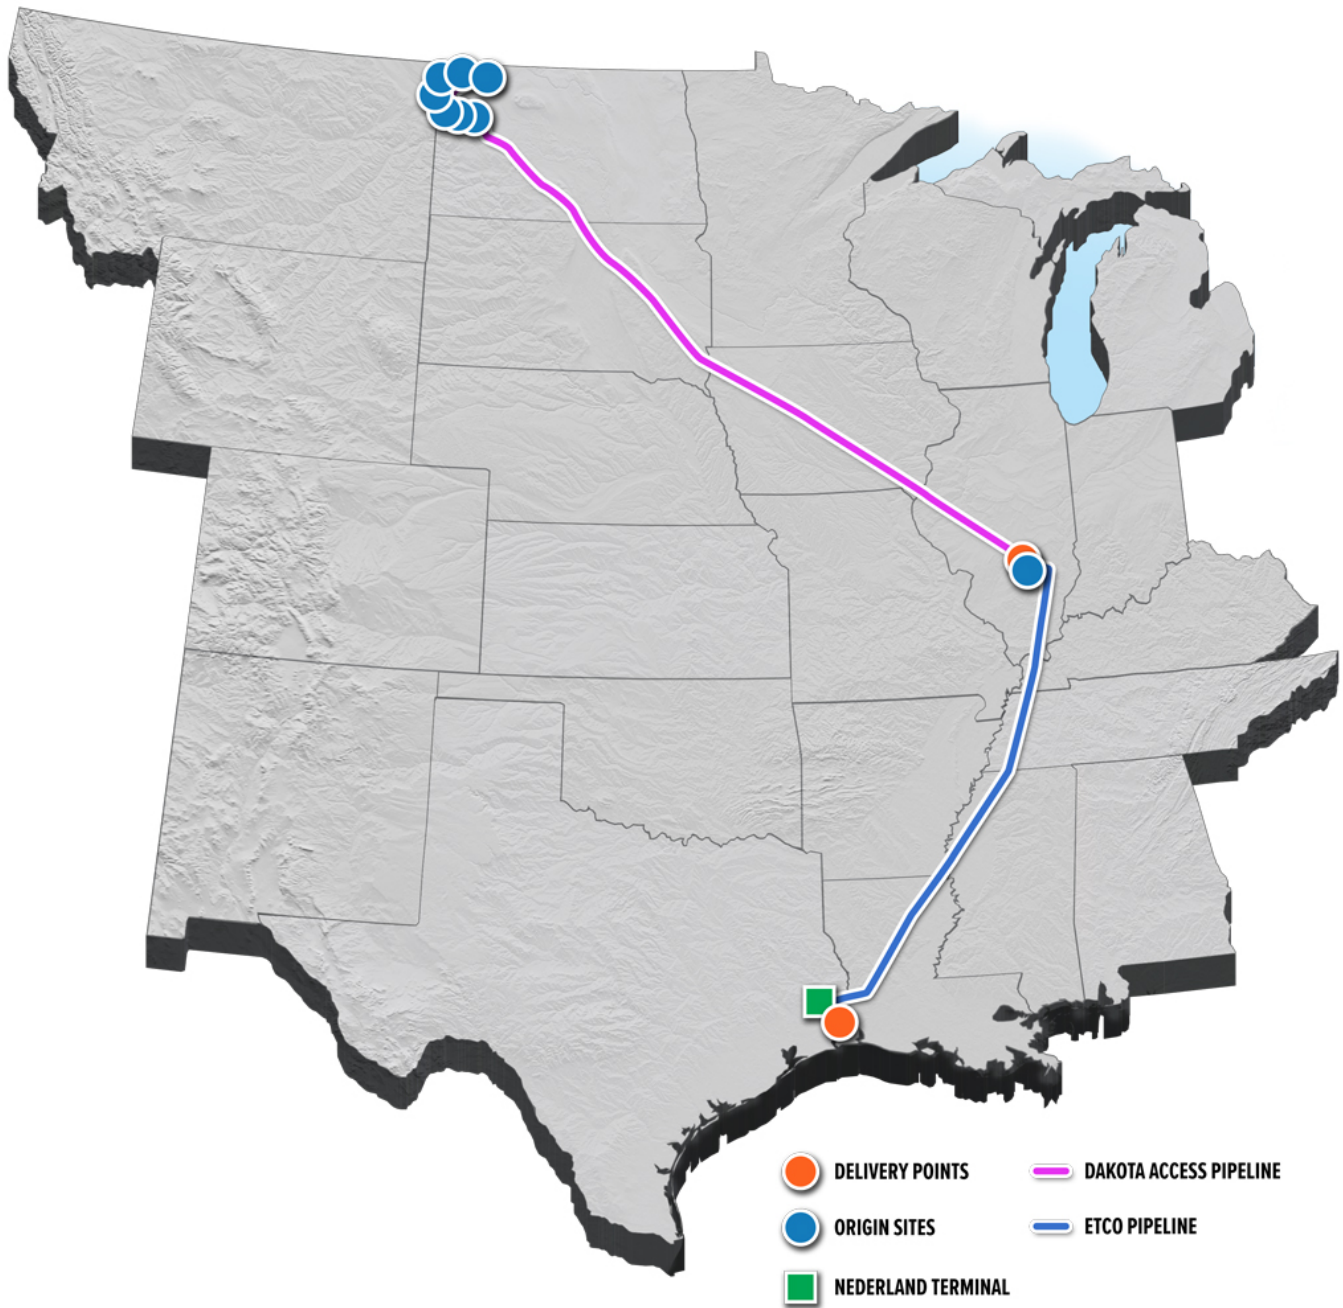 DELIVERY POINTS
DAKOTA ACCESS PIPELINE
ORIGIN SITES
ETCO PIPELINE
NEDERLAND TERMINAL